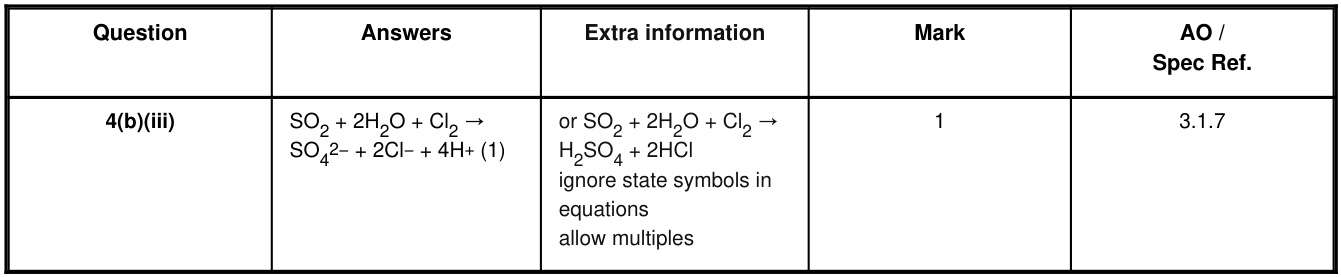 Question Answers Extra information Mark AO /
Spec Ref.
4(b)(iii) SO2 + 2H2O + Cl2 → or SO2 + 2H2O + Cl2 → 1 3.1.7
SO42– + 2Cl– + 4H+ (1) H2SO4 + 2HCl
ignore state symbols in
equations
allow multiples